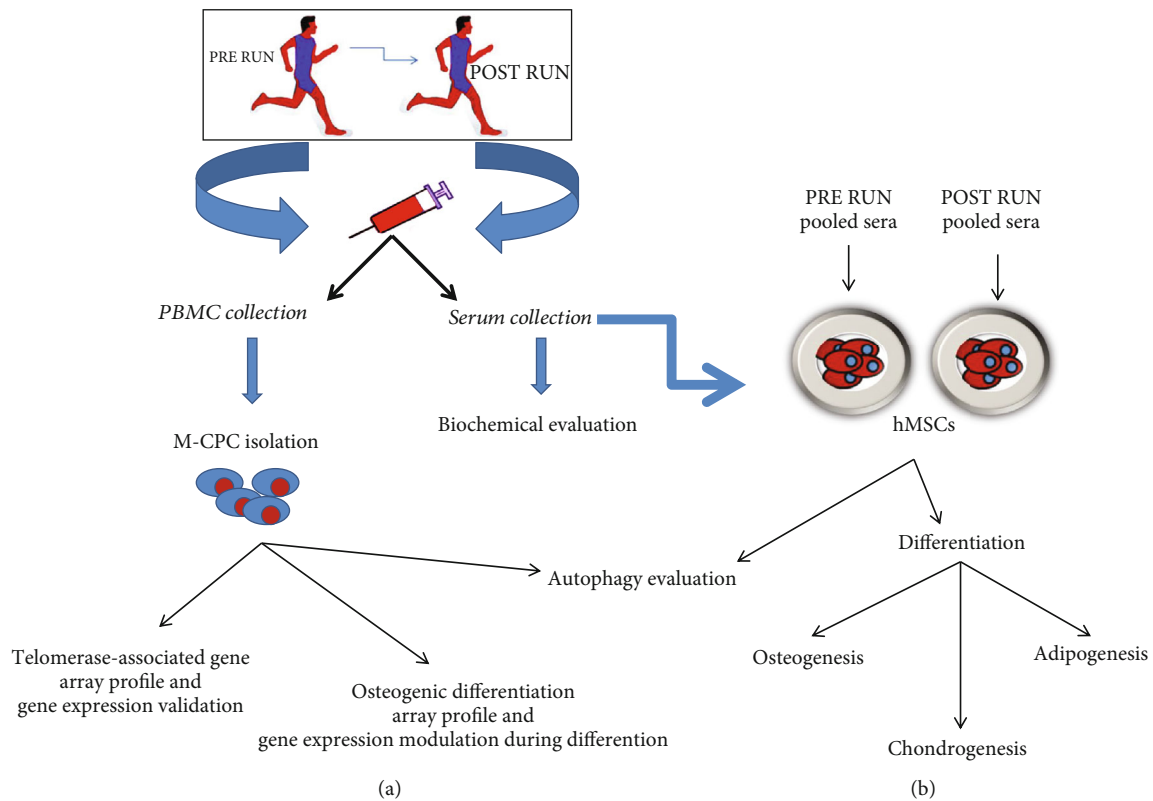 PRE RUN
POST RUN
PBMC collection
Serum collection
M-CPC isolation
Biochemical evaluation
Autophagy evaluation
Telomerase-associated gene
array profile and
gene expression validation
Osteogenic differentiation
array profile and
gene expression modulation during differention
(a)
PRE RUN
pooled sera
POST RUN
pooled sera
hMSCs
Differentiation
Osteogenesis
Adipogenesis
Chondrogenesis
(b)